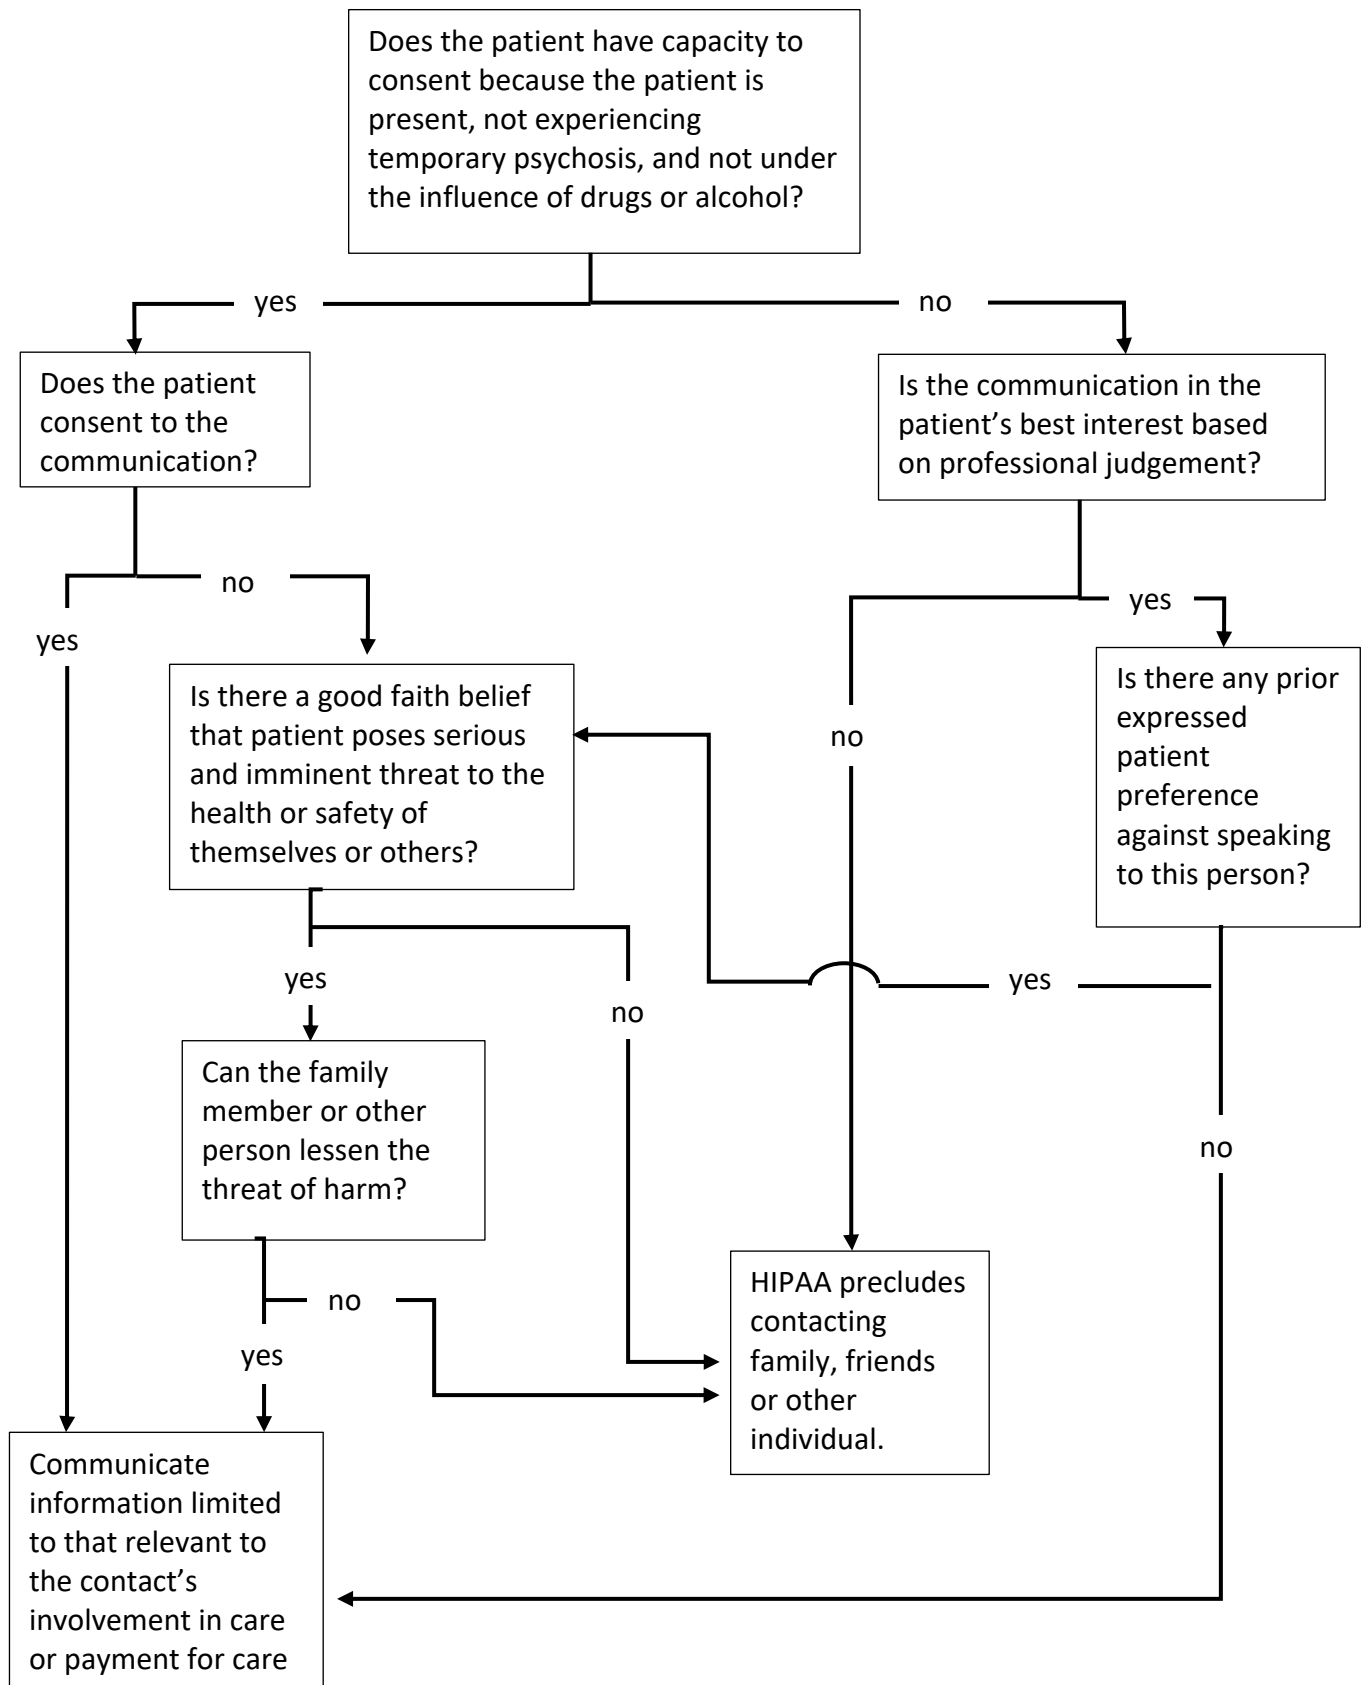 Does the patient have capacity to
consent because the patient is
present, not experiencing
temporary psychosis, and not under
the influence of drugs or alcohol?
yes
no
Does the patient
consent to the
communication?
Is the communication in the
patient’s best interest based
on professional judgement?
no
yes
yes
Is there a good faith belief
that patient poses serious
and imminent threat to the
health or safety of
themselves or others?
no
Is there any prior
expressed
patient
preference
against speaking
to this person?
yes
no
yes
Can the family
member or other
person lessen the
threat of harm?
no
HIPAA precludes
contacting
family, friends
or other
individual.
no
yes
Communicate
information limited
to that relevant to
the contact’s
involvement in care
or payment for care